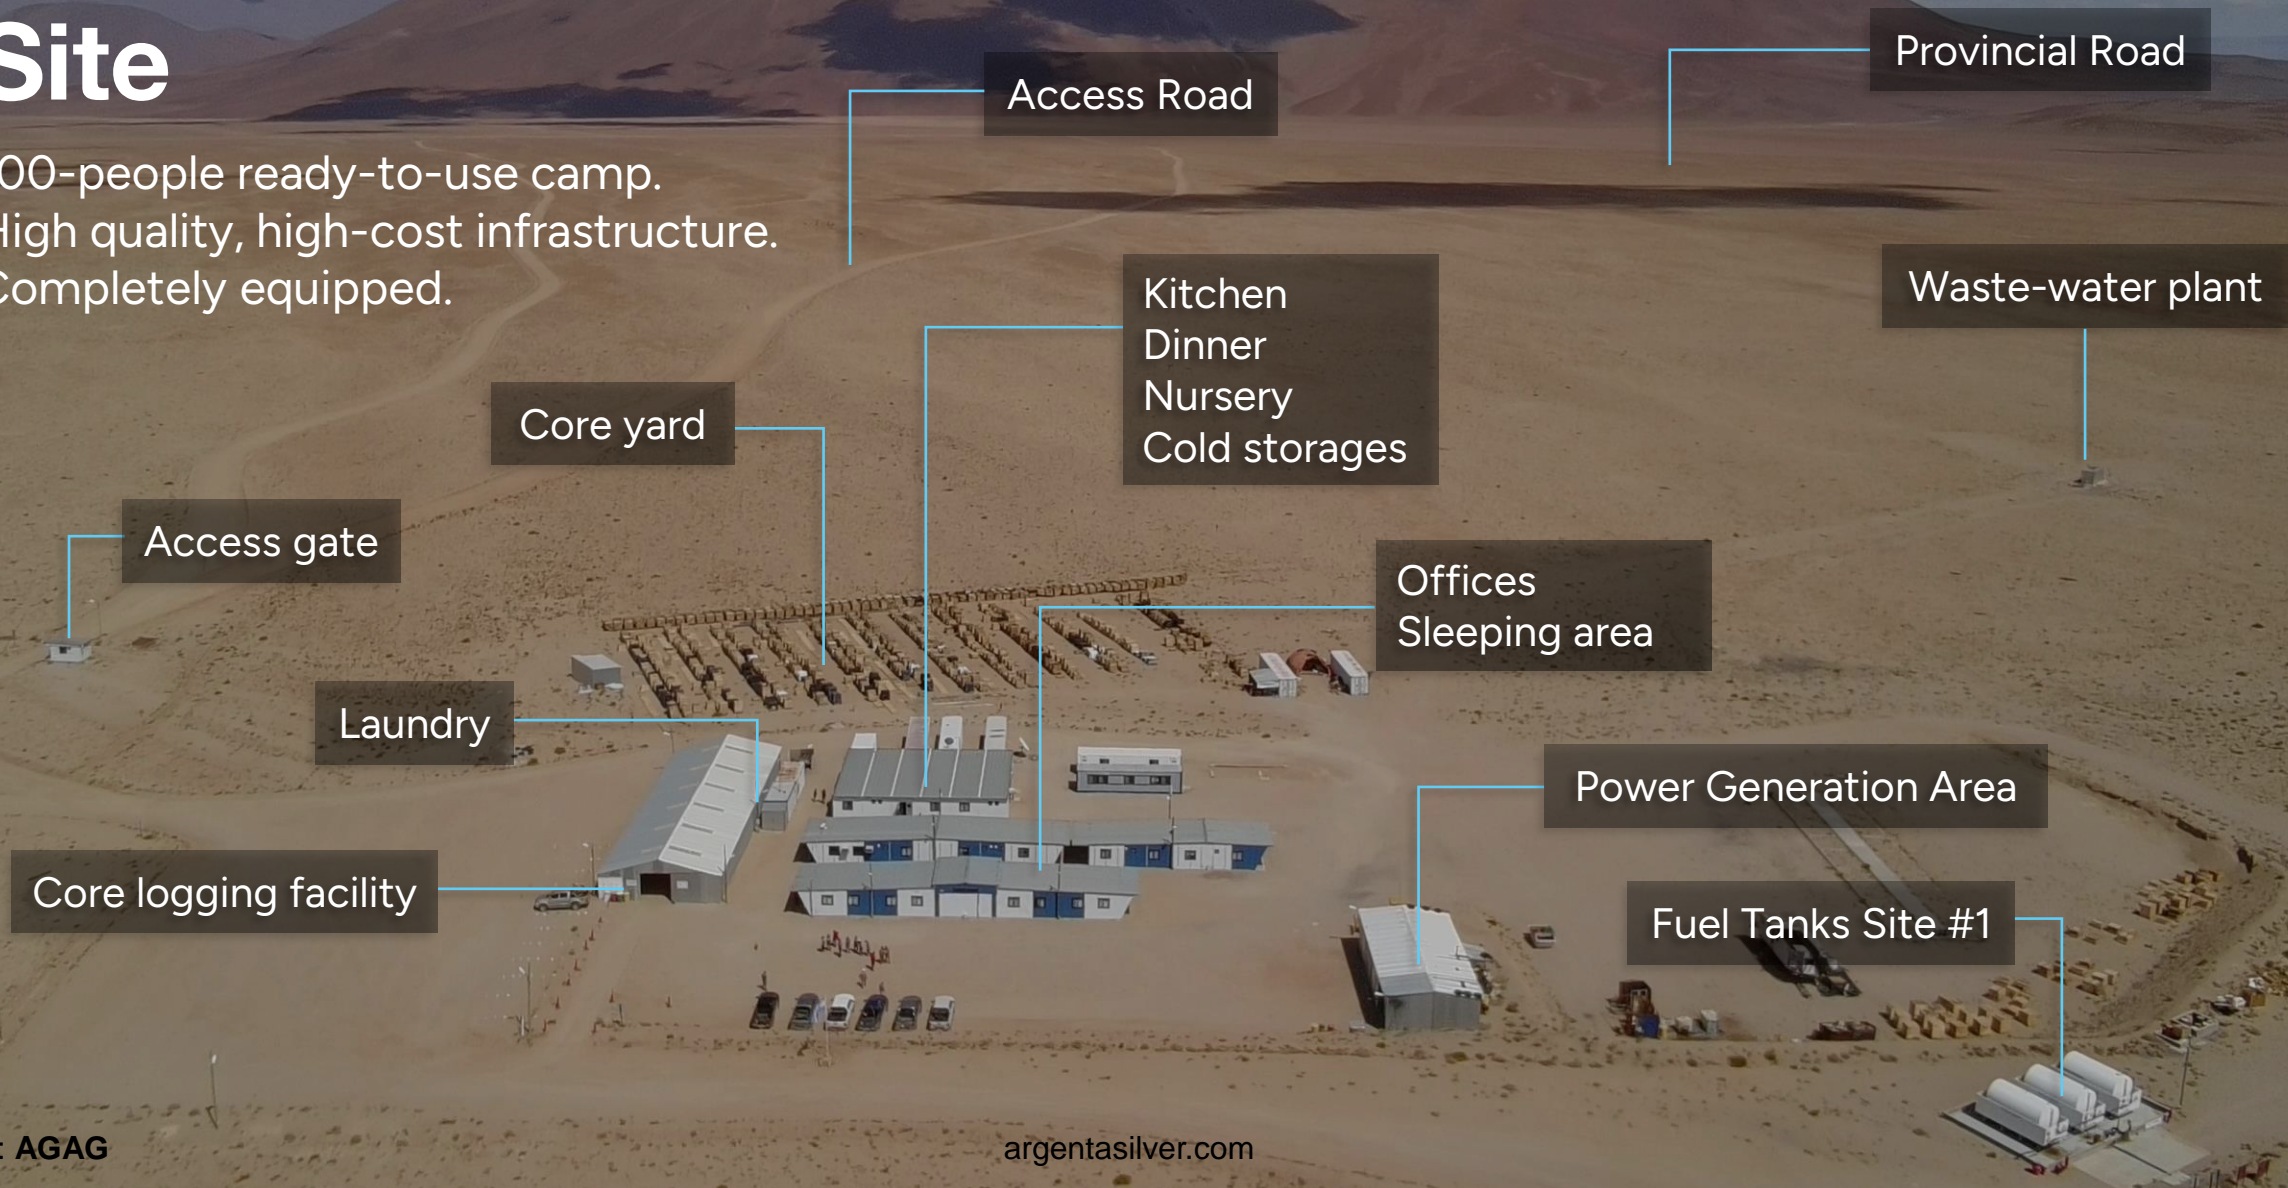 Site
00-people ready-to-use camp.
High quality, high-cost infrastructure.
Completely equipped.
Access Road
Provincial Road
Kitchen
Dinner
Nursery
Cold storages
Waste-water plant
Core yard
Access gate
Offices
Sleeping area
Laundry
Power Generation Area
Core logging facility
Fuel Tanks Site #1
: AGAG
argentasilver.com